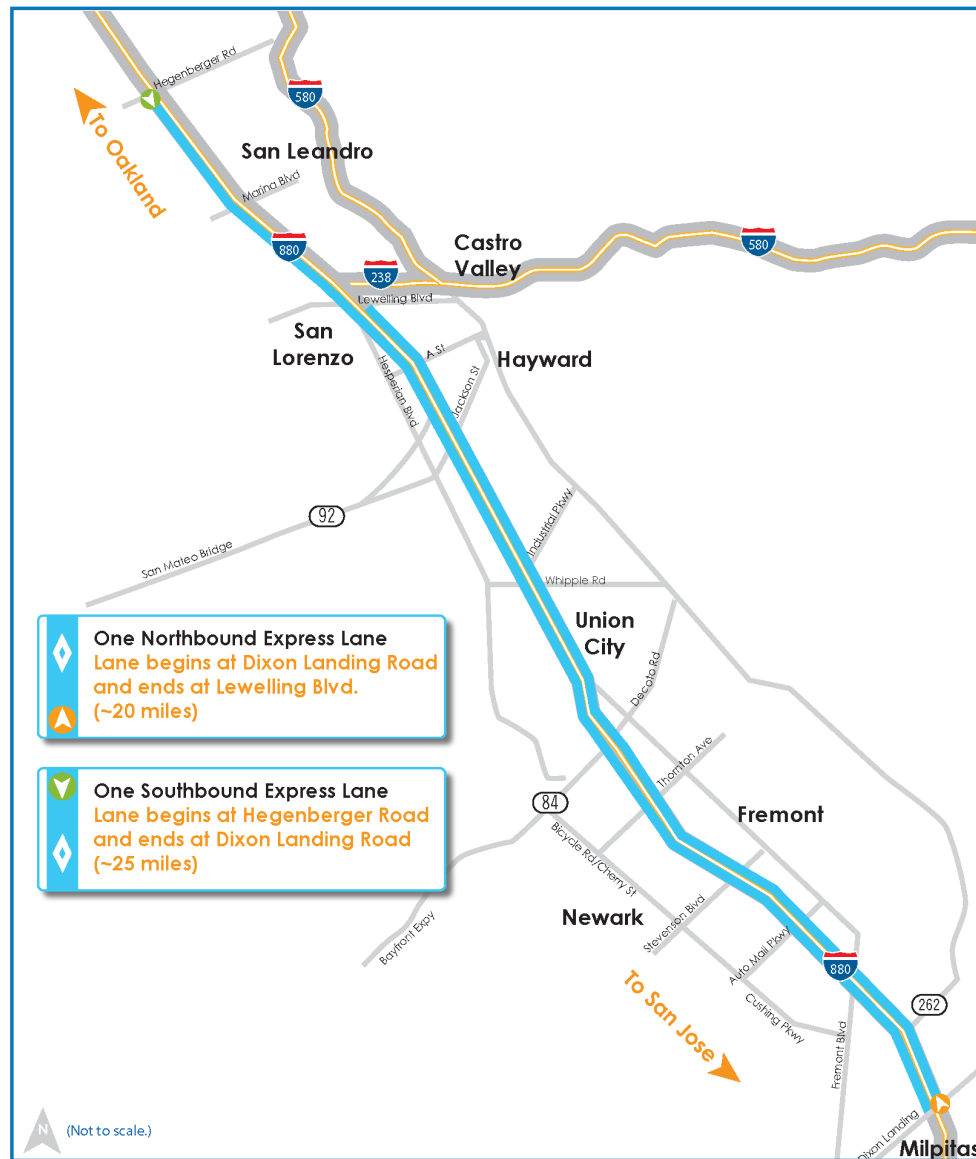 Hegenberger Rd
580
To Oakland
San Leandro
Marina Blvd
880
Castro
Valley
580
238
Lewelling Blvd
San
Lorenzo
A St
Hayward
Hesperian Blvd
Jackson St
92
San Mateo Bridge
Industrial Pkwy
Whipple Rd
One Northbound Express Lane
Lane begins at Dixon Landing Road
and ends at Lewelling Blvd.
(~20 miles)
Union
City
Decoto Rd
One Southbound Express Lane
Lane begins at Hegenberger Road
and ends at Dixon Landing Road
(~25 miles)
Thornton Ave
84
Fremont
Bicycle Rd/Cherry St
Newark
Stevenson Blvd
Bayfront Expy
Auto Mall Pkwy
880
To San Jose
Cushing Pkwy
262
Fremont Blvd
N
(Not to scale.)
Dixon Landing
Milpitas